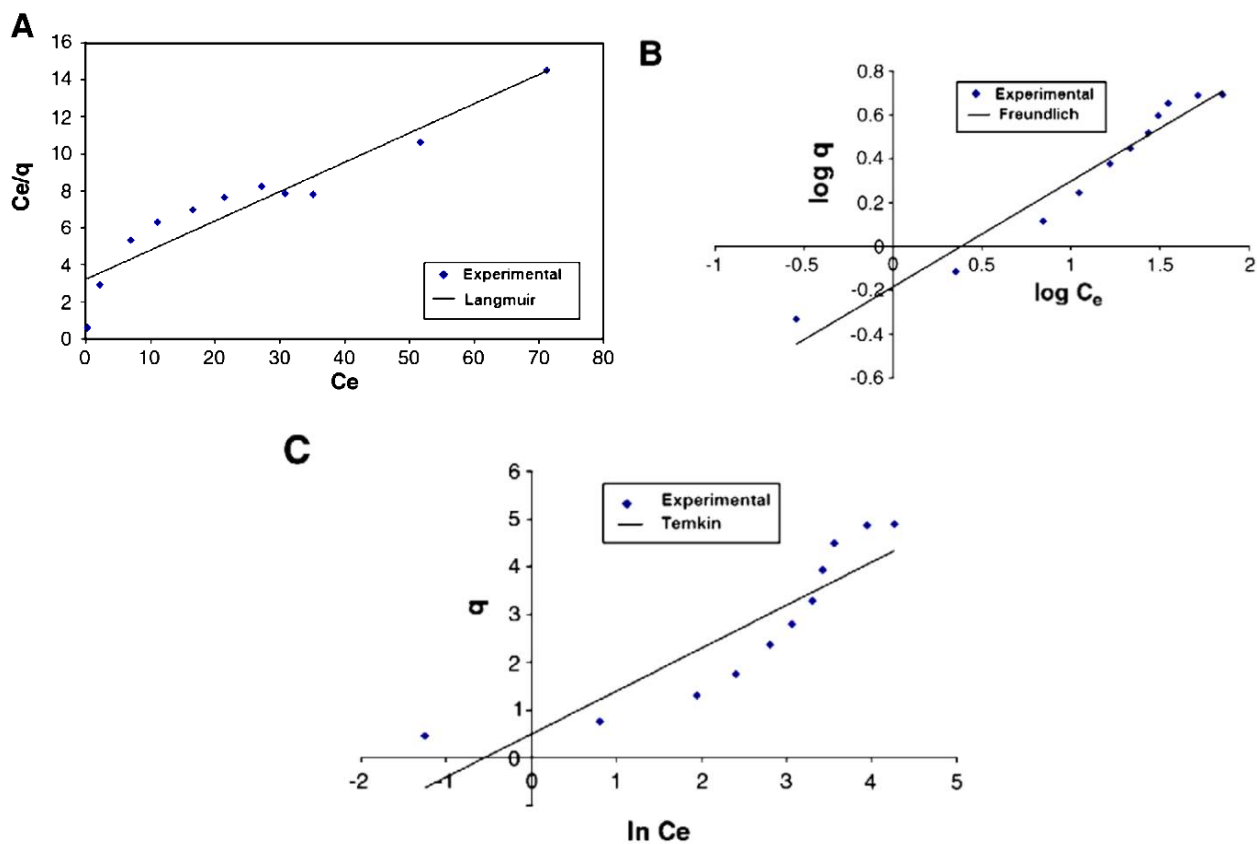 A
16
14
12
10
8
6
4
2
0
Ce/q
0 10 20 30 40 50 60 70 80
Ce
Experimental
Langmuir
B
0.8
0.6
0.4
0.2
0
-0.2
-0.4
-0.6
log q
-1 -0.5 0 0.5 1 1.5 2
log Ce
Experimental
Freundlich
C
6
5
4
3
2
1
0
q
-2 -1 0 1 2 3 4 5
ln Ce
Experimental
Temkin